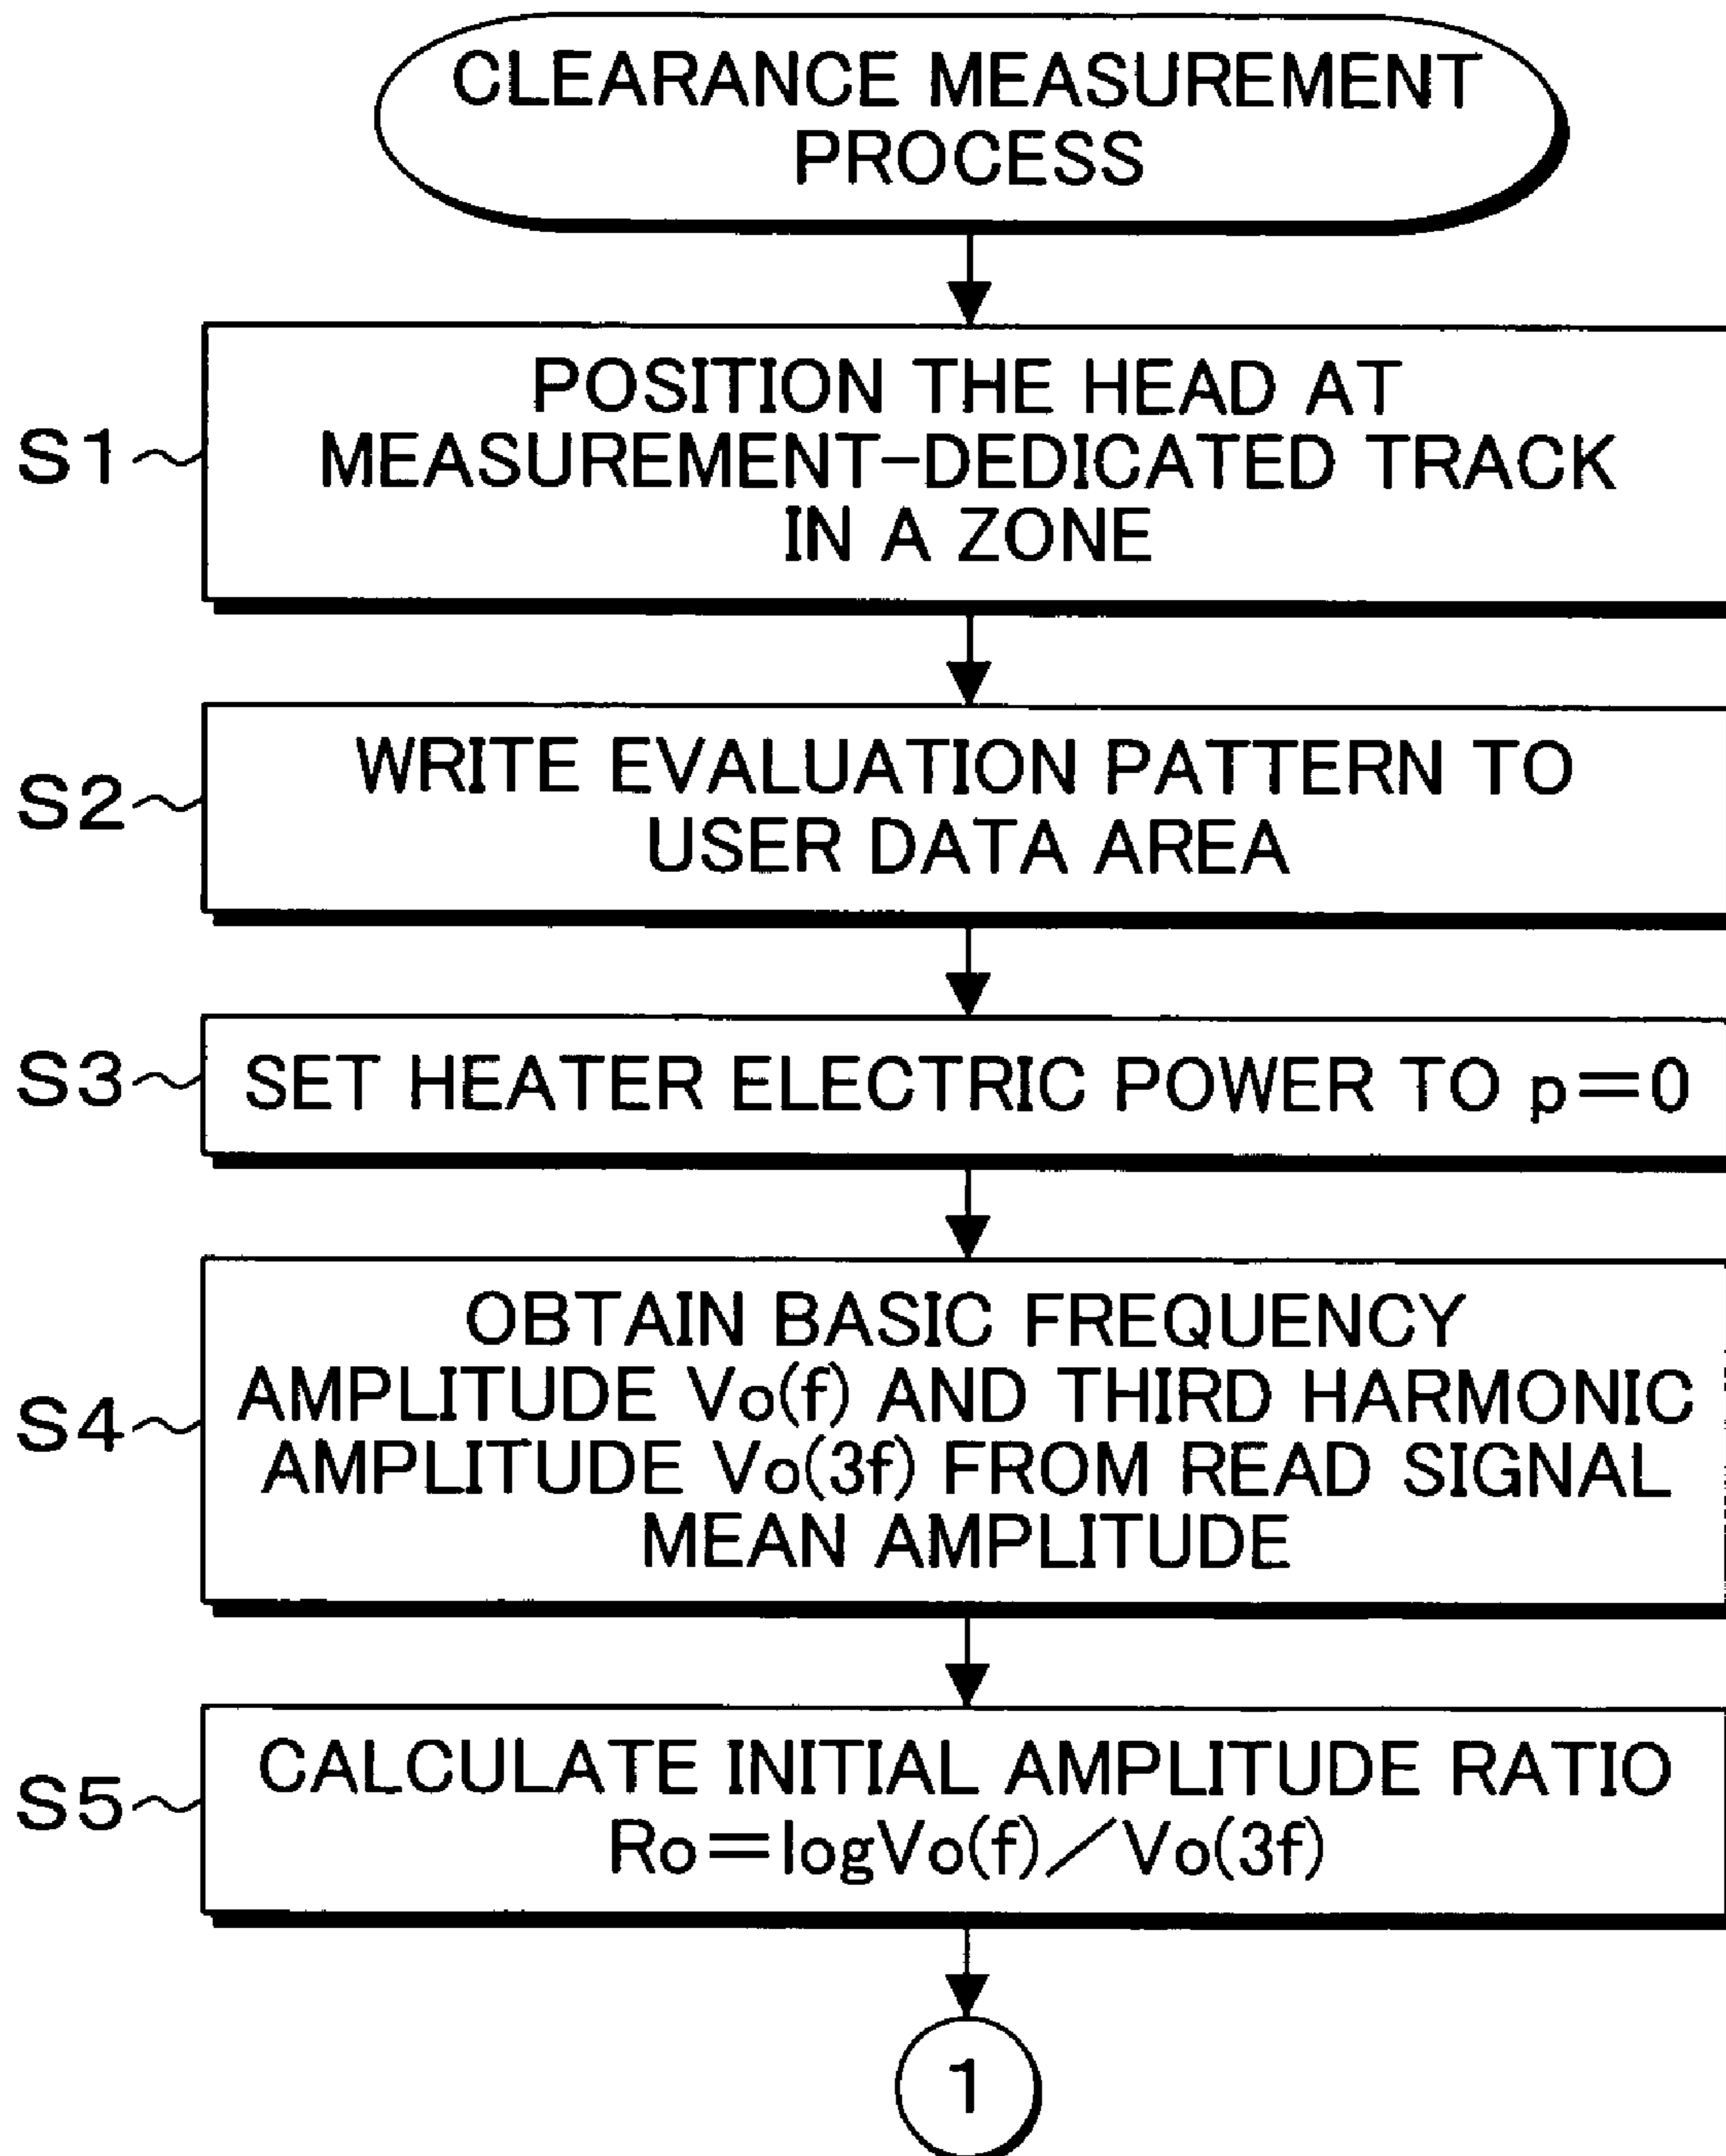 CLEARANCE MEASUREMENT
PROCESS
POSITION THE HEAD AT
S1 MEASUREMENT-DEDICATED TRACK
IN A ZONE
WRITE EVALUATION PATTERN TO
S2
USER DATA AREA
S3 SET HEATER ELECTRIC POWER TO p=0
OBTAIN BASIC FREQUENCY
S4 AMPLITUDE Vo(f) AND THIRD HARMONIC
AMPLITUDE Vo(3f) FROM READ SIGNAL
MEAN AMPLITUDE
CALCULATE INITIAL AMPLITUDE RATIO
S5
Ro=logVo(f)/Vo(3f)
1